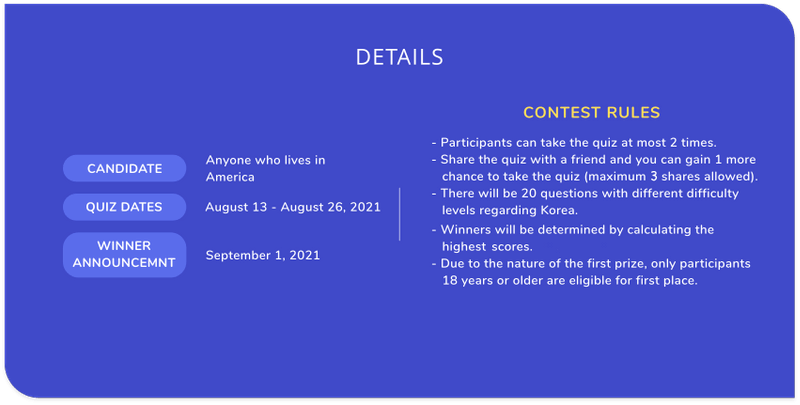 DETAILS
CANDIDATE
Anyone who lives in
America
QUIZ DATES
August 13 - August 26, 2021
WINNER
ANNOUNCEMNT
September 1, 2021
CONTEST RULES
- Participants can take the quiz at most 2 times.
- Share the quiz with a friend and you can gain 1 more
chance to take the quiz (maximum 3 shares allowed).
- There will be 20 questions with different difficulty
levels regarding Korea.
- Winners will be determined by calculating the
highest scores.
- Due to the nature of the first prize, only participants
18 years or older are eligible for first place.